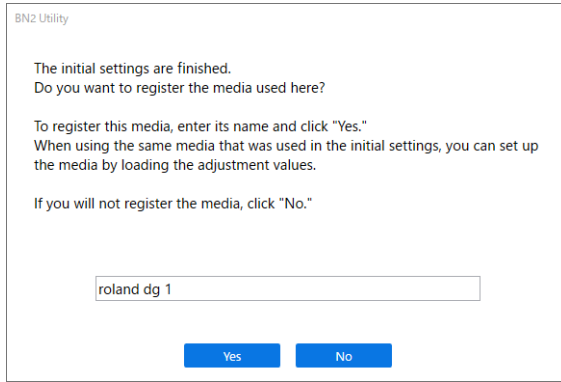 BN2 Utility
The initial settings are finished.
Do you want to register the media used here?
To register this media, enter its name and click "Yes."
When using the same media that was used in the initial settings, you can set up
the media by loading the adjustment values.
If you will not register the media, click "No."
roland dg 1
Yes
No